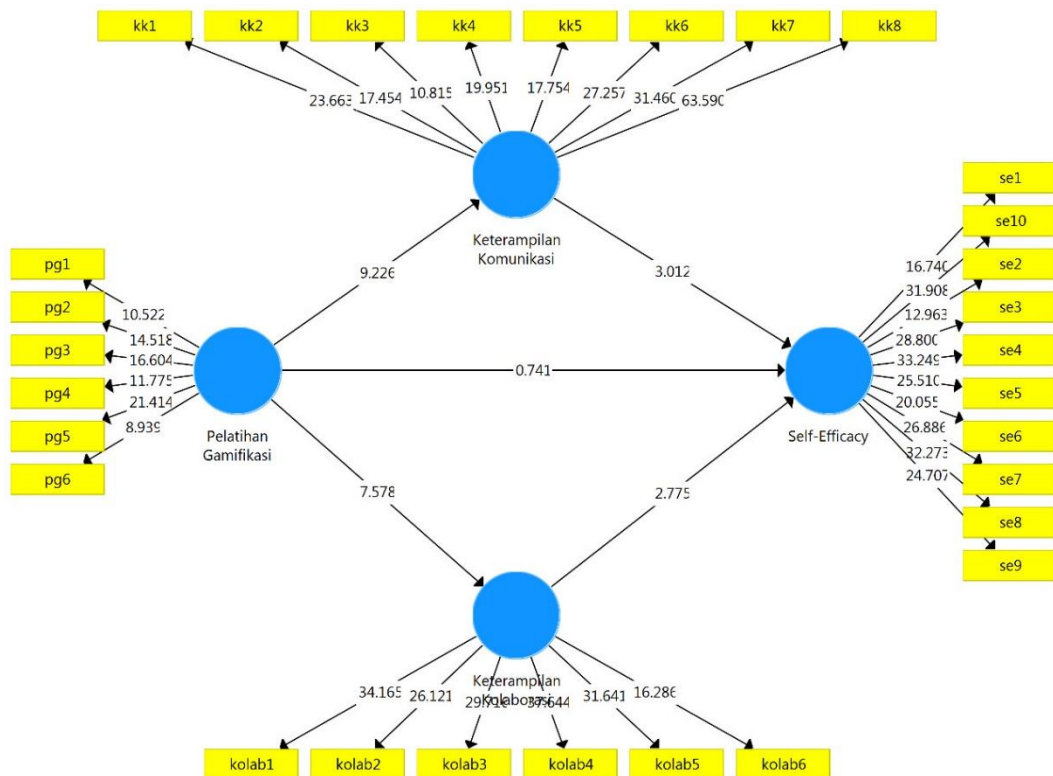 kk1
kk2
kk3
kk4
kk5
kk6
kk7
kk8
23.663
17.454
10.815
19.951
17.754
27.257
31.460
63.590
Keterampilan
Komunikasi
9.226
3.012
pg1
pg2
pg3
pg4
pg5
pg6
10.522
14.518
16.604
11.775
21.414
8.939
Pelatihan
Gamifikasi
0.741
Self-Efficacy
se1
se10
se2
se3
se4
se5
se6
se7
se8
se9
16.740
31.908
12.963
28.800
33.249
25.510
20.055
26.886
32.273
24.707
7.578
2.775
Keterampilan
Kolaborasi
34.165
26.121
37.644
31.641
16.286
kolab1
kolab2
kolab3
kolab4
kolab5
kolab6